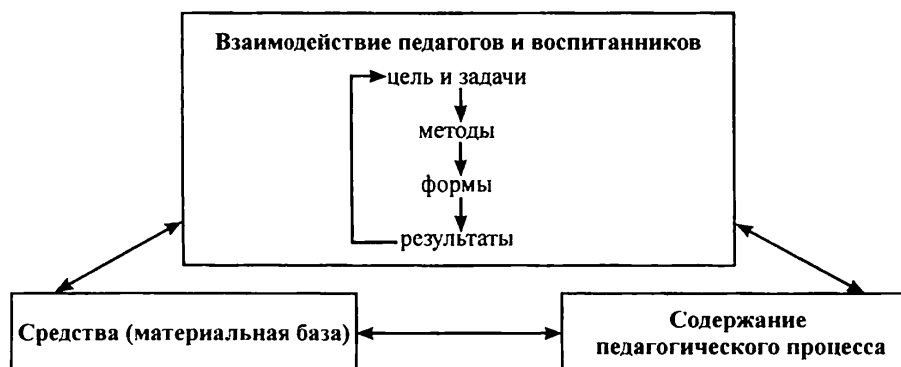 Взаимодействие педагогов и воспитанников
цель и задачи
методы
формы
результаты
Средства (материальная база)
Содержание
педагогического процесса